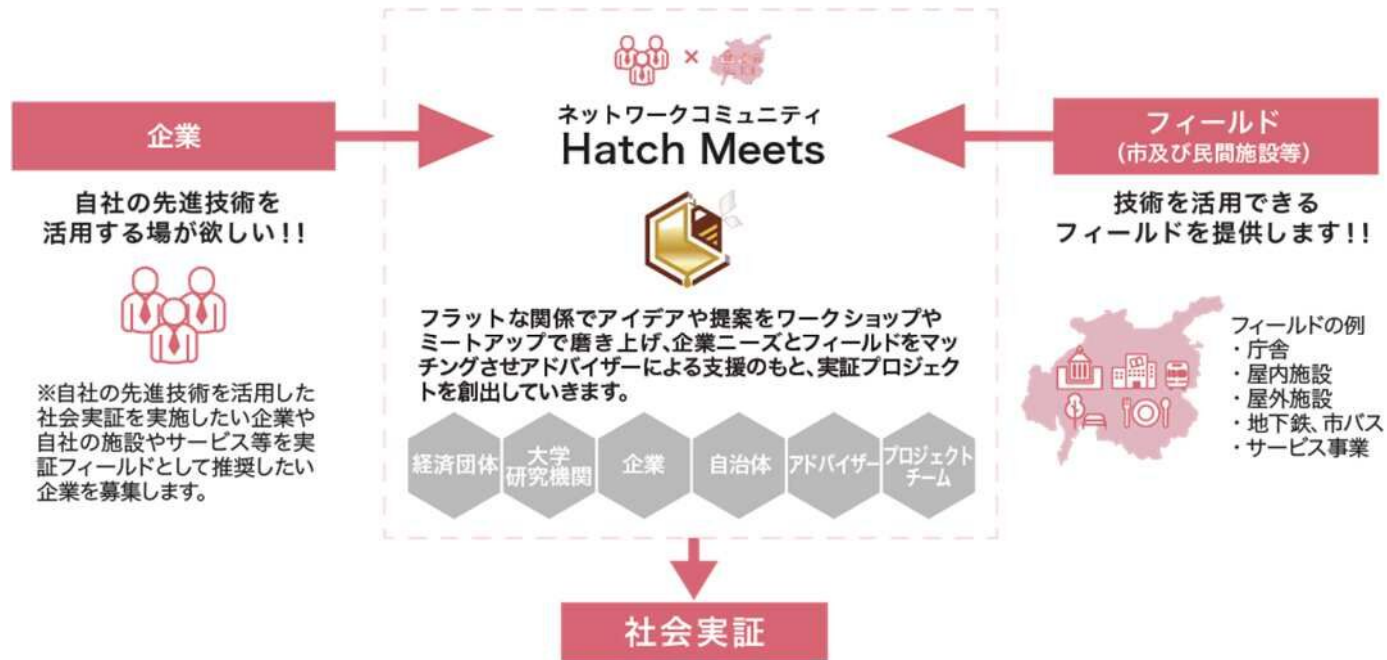 企業
自社の先進技術を
活用する場が欲しい!!
※自社の先進技術を活用した
社会実証を実施したい企業や
自社の施設やサービス等を実
証フィールドとして推奨したい
企業を募集します。
×
ネットワークコミュニティ
Hatch Meets
フラットな関係でアイデアや提案をワークショップや
ミートアップで磨き上げ、企業ニーズとフィールドをマッ
チングさせアドバイザーによる支援のもと、実証プロジェク
トを創出していきます。
経済団体
大学
研究機関
企業
自治体
アドバイザー
プロジェクト
チーム
フィールド
(市及び民間施設等)
技術を活用できる
フィールドを提供します!!
フィールドの例
・庁舎
・屋内施設
・屋外施設
・地下鉄、市バス
・サービス事業
社会実証